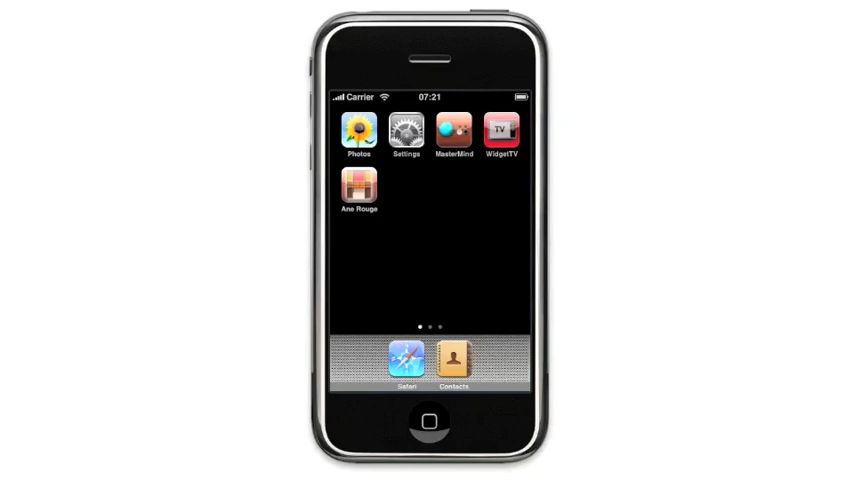 Carrier 07:21
Photos Settings MasterMind WidgetTV
TV
Ane Rouge
Safari Contacts